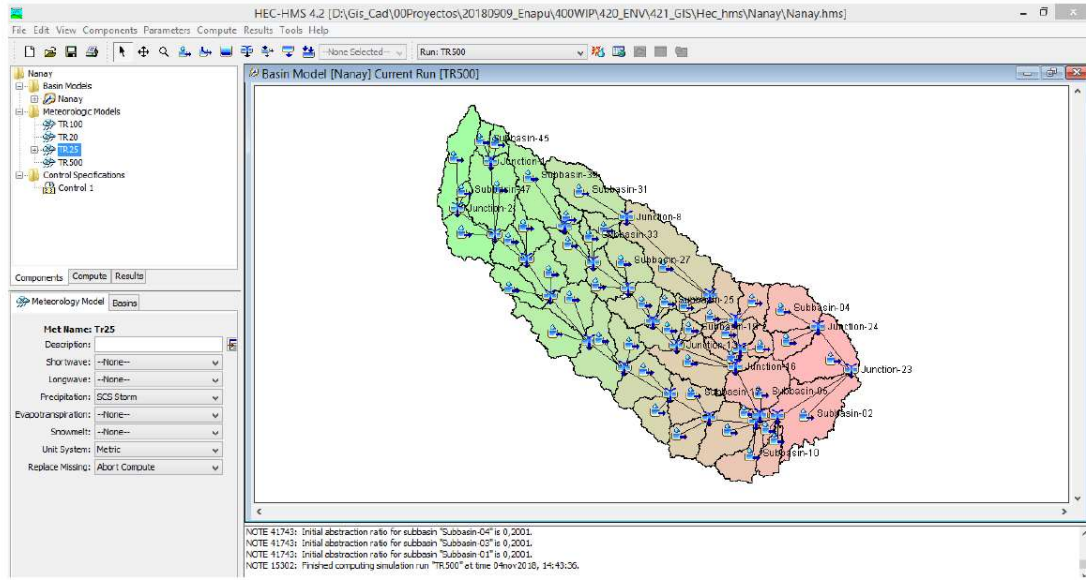 HEC-HMS 4.2 [D:\Gis_Cad\00Proyectos\20180909_Enapu\400WIP\420_ENV\421_GIS\Hec_hms\Nanay\Nanay.hms]
File Edit View Components Parameters Compute Results Tools Help
--None Selected--
Run: TR500
Nanay
Basin Models
Nanay
Meteorologic Models
TR100
TR20
TR25
TR500
Control Specifications
Control 1
Components Compute Results
Meteorology Model Basins
Met Name: Tr25
Description:
Shortwave: --None--
Longwave: --None--
Precipitation: SCS Storm
Evapotranspiration: --None--
Snowmelt: --None--
Unit System: Metric
Replace Missing: Abort Compute
Basin Model [Nanay] Current Run [TR500]
Subbasin-45
Subbasin-31
Subbasin-47
Junction-8
Subbasin-33
Subbasin-27
Subbasin-25
Subbasin-04
Junction-24
Junction-13
Junction-16
Junction-23
Subbasin-02
Subbasin-10
NOTE 41743: Initial abstraction ratio for subbasin "Subbasin-04" is 0,2001.
NOTE 41743: Initial abstraction ratio for subbasin "Subbasin-03" is 0,2001.
NOTE 41743: Initial abstraction ratio for subbasin "Subbasin-01" is 0,2001.
NOTE 15302: Finished computing simulation run "TR500" at time 04nov2018, 14:43:36.